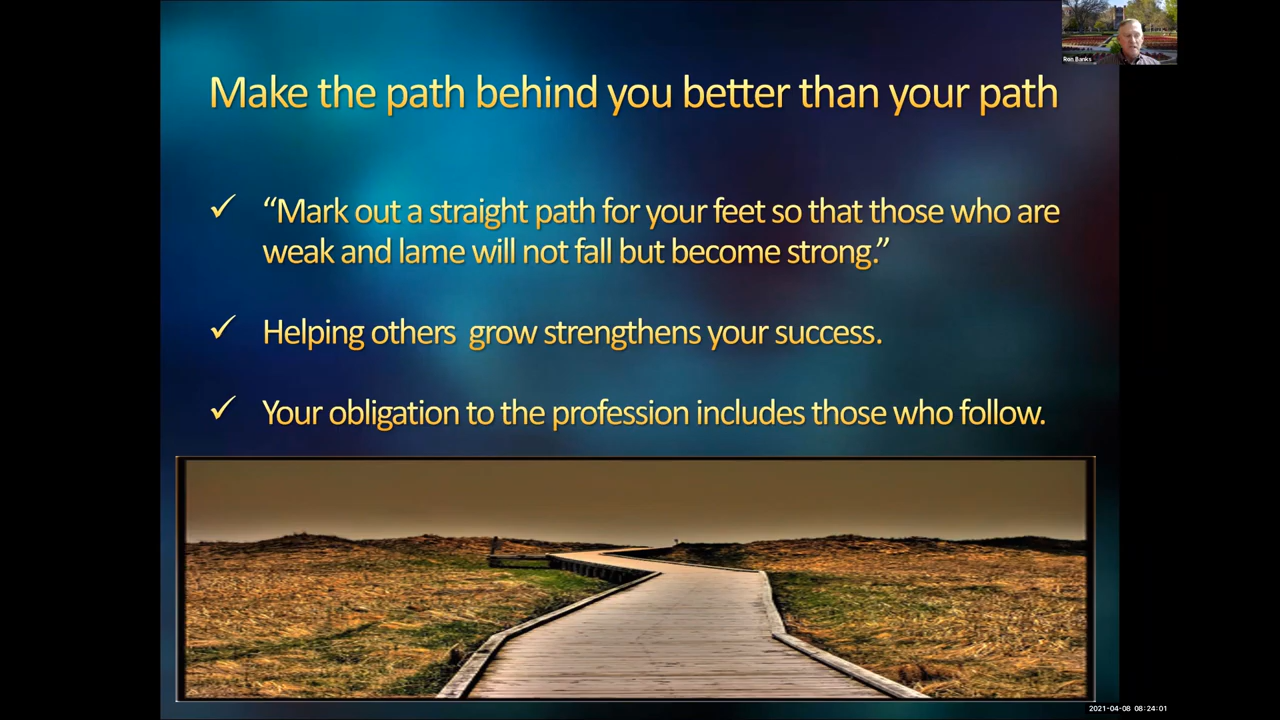 Ron Banks
Make the path behind you better than your path
✓ “Mark out a straight path for your feet so that those who are
weak and lame will not fall but become strong.”
✓ Helping others  grow strengthens your success.
✓ Your obligation to the profession includes those who follow.
2021-04-08 08:24:01